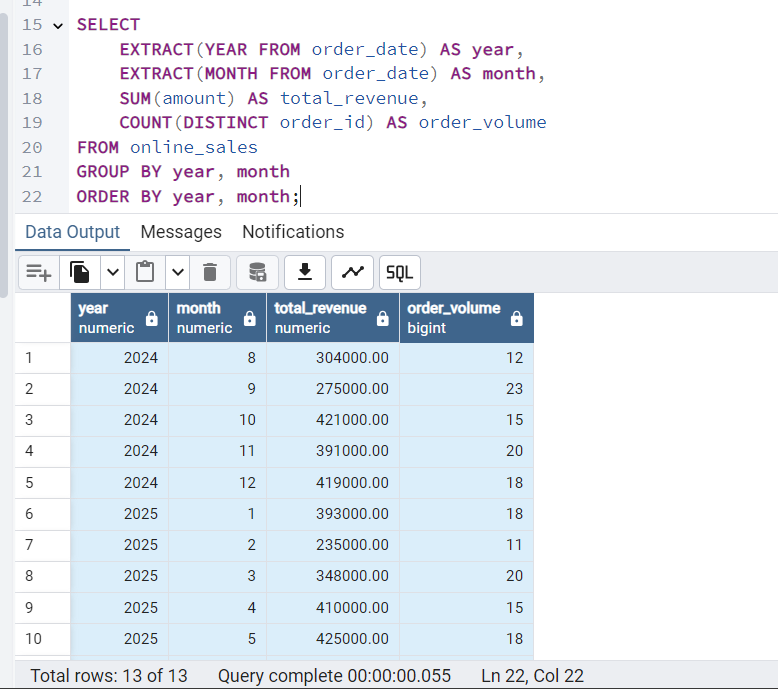 14
15 SELECT
16 EXTRACT(YEAR FROM order_date) AS year,
17 EXTRACT(MONTH FROM order_date) AS month,
18 SUM(amount) AS total_revenue,
19 COUNT(DISTINCT order_id) AS order_volume
20 FROM online_sales
21 GROUP BY year, month
22 ORDER BY year, month;
Data Output Messages Notifications
SQL
year month total_revenue order_volume
numeric numeric numeric bigint
1 2024 8 304000.00 12
2 2024 9 275000.00 23
3 2024 10 421000.00 15
4 2024 11 391000.00 20
5 2024 12 419000.00 18
6 2025 1 393000.00 18
7 2025 2 235000.00 11
8 2025 3 348000.00 20
9 2025 4 410000.00 15
10 2025 5 425000.00 18
Total rows: 13 of 13 Query complete 00:00:00.055 Ln 22, Col 22